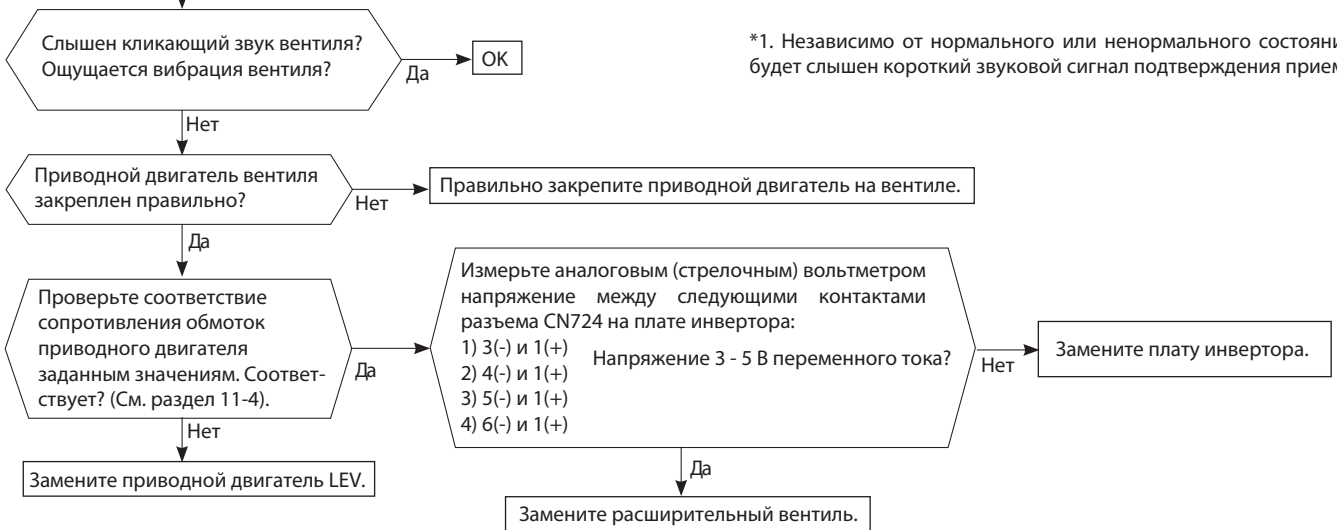 Слышен кликающий звук вентиля?
Ощущается вибрация вентиля?
Да
OK
*1. Независимо от нормального или ненормального
будет слышен короткий звуковой сигнал подтверждения
Нет
Приводной двигатель вентиля
закреплен правильно?
Нет
Правильно закрепите приводной двигатель на вентиле.
Да
Проверьте соответствие
сопротивления обмоток
приводного двигателя
заданным значениям. Соответ-
ствует? (См. раздел 11-4).
Да
Измерьте аналоговым (стрелочным) вольтметром
напряжение между следующими контактами
разъема CN724 на плате инвертора:
1) 3(-) и 1(+)
2) 4(-) и 1(+)
3) 5(-) и 1(+)
4) 6(-) и 1(+)
Напряжение 3 - 5 В переменного тока?
Нет
Замените плату инвертора.
Нет
Замените приводной двигатель LEV.
Да
Замените расширительный вентиль.